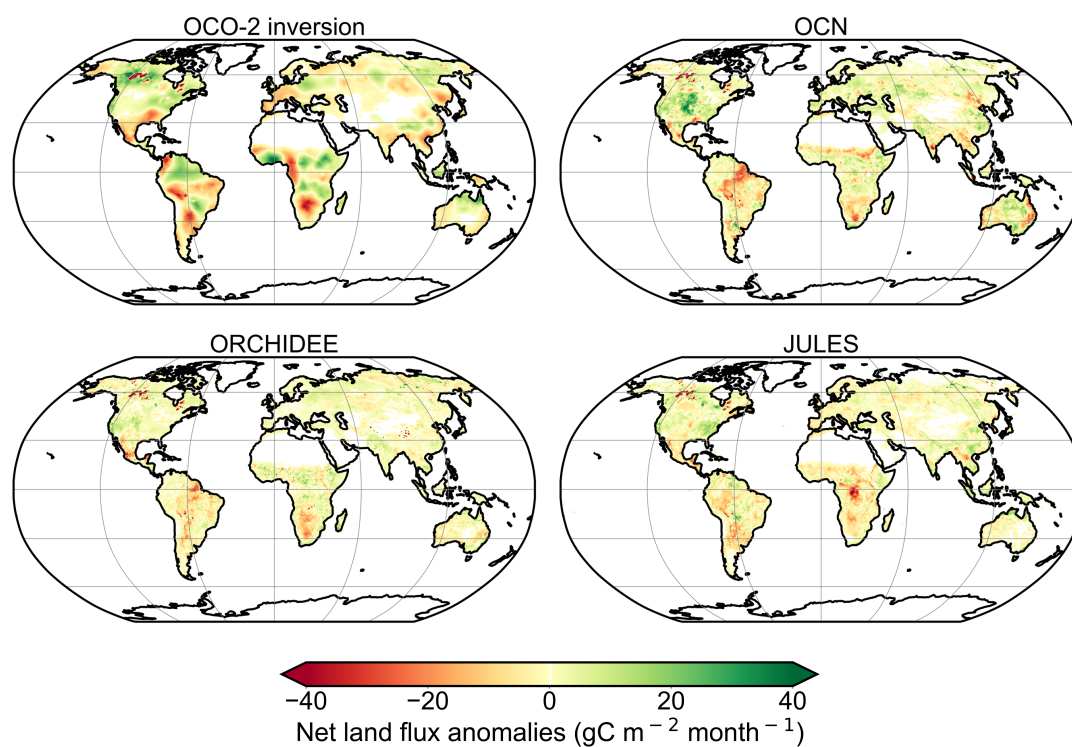 OCO-2 inversion
OCN
ORCHIDEE
JULES
−40 −20 0 20 40
Net land flux anomalies (gC m⁻² month⁻¹)